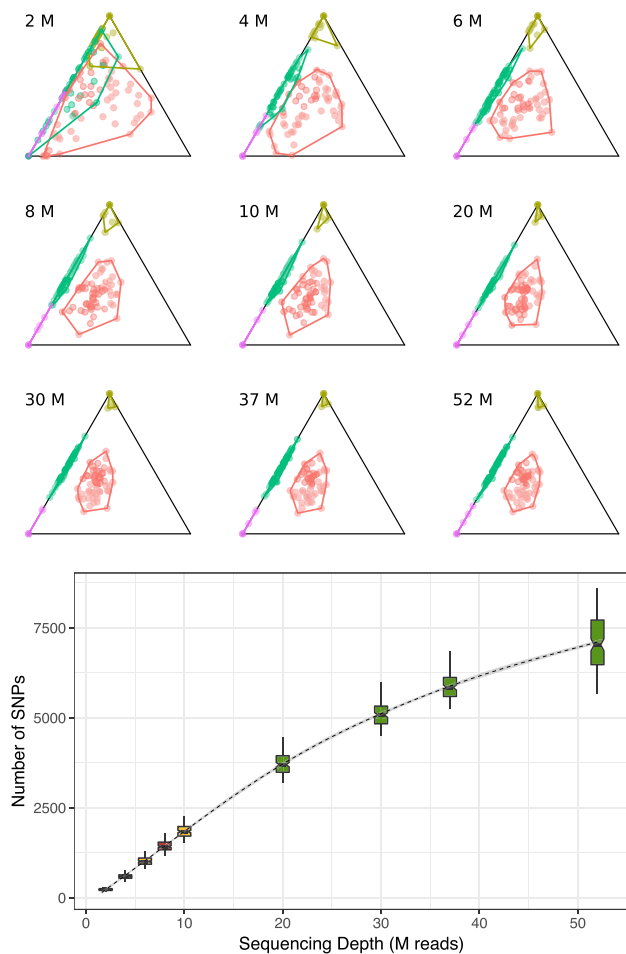 2 M 4 M 6 M
8 M 10 M 20 M
30 M 37 M 52 M
Number of SNPs
7500
5000
2500
0
0 10 20 30 40 50
Sequencing Depth (M reads)